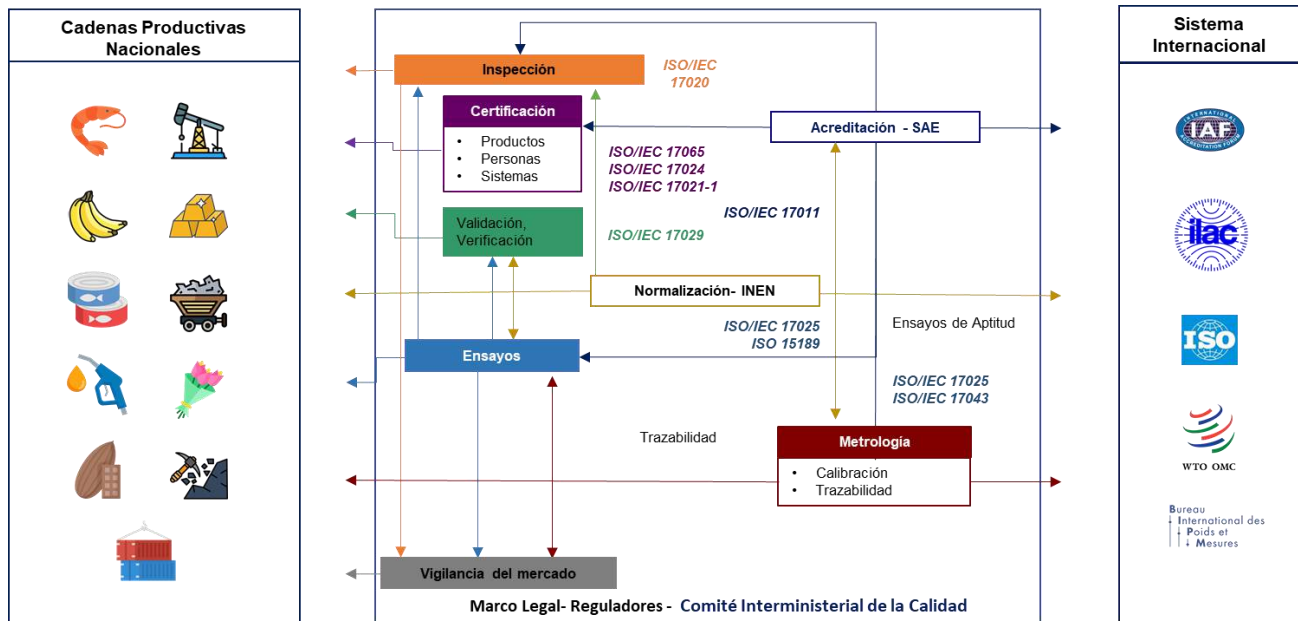 Cadenas Productivas
Nacionales
Inspección
ISO/IEC
17020
Certificación
• Productos
• Personas
• Sistemas
ISO/IEC 17065
ISO/IEC 17024
ISO/IEC 17021-1
Acreditación - SAE
ISO/IEC 17011
Validación,
Verificación
ISO/IEC 17029
Normalización- INEN
ISO/IEC 17025
ISO 15189
Ensayos de Aptitud
Ensayos
ISO/IEC 17025
ISO/IEC 17043
Trazabilidad
Metrología
• Calibración
• Trazabilidad
Vigilancia del mercado
Marco Legal- Reguladores - Comité Interministerial de la Calidad
Sistema
Internacional
INTERNATIONAL
IAF
ACCREDITATION FORUM
ilac
ISO
WTO OMC
Bureau
International des
Poids et
Mesures